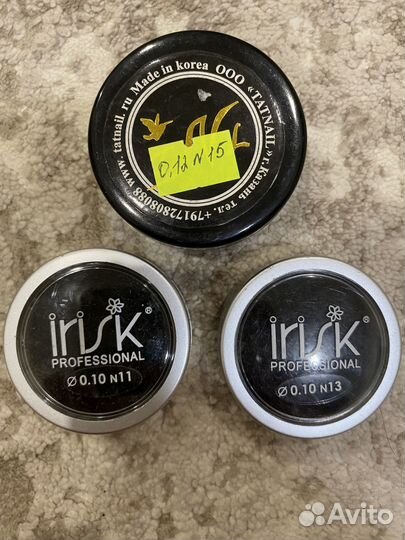 www.tatnail.ru Made in korea ООО «TATNAIL» г.Казань тел. +79172808088
0,12 N 15
irisk®
PROFESSIONAL
Ø 0.10 N11
irisk®
PROFESSIONAL
Ø 0.10 N13
Avito